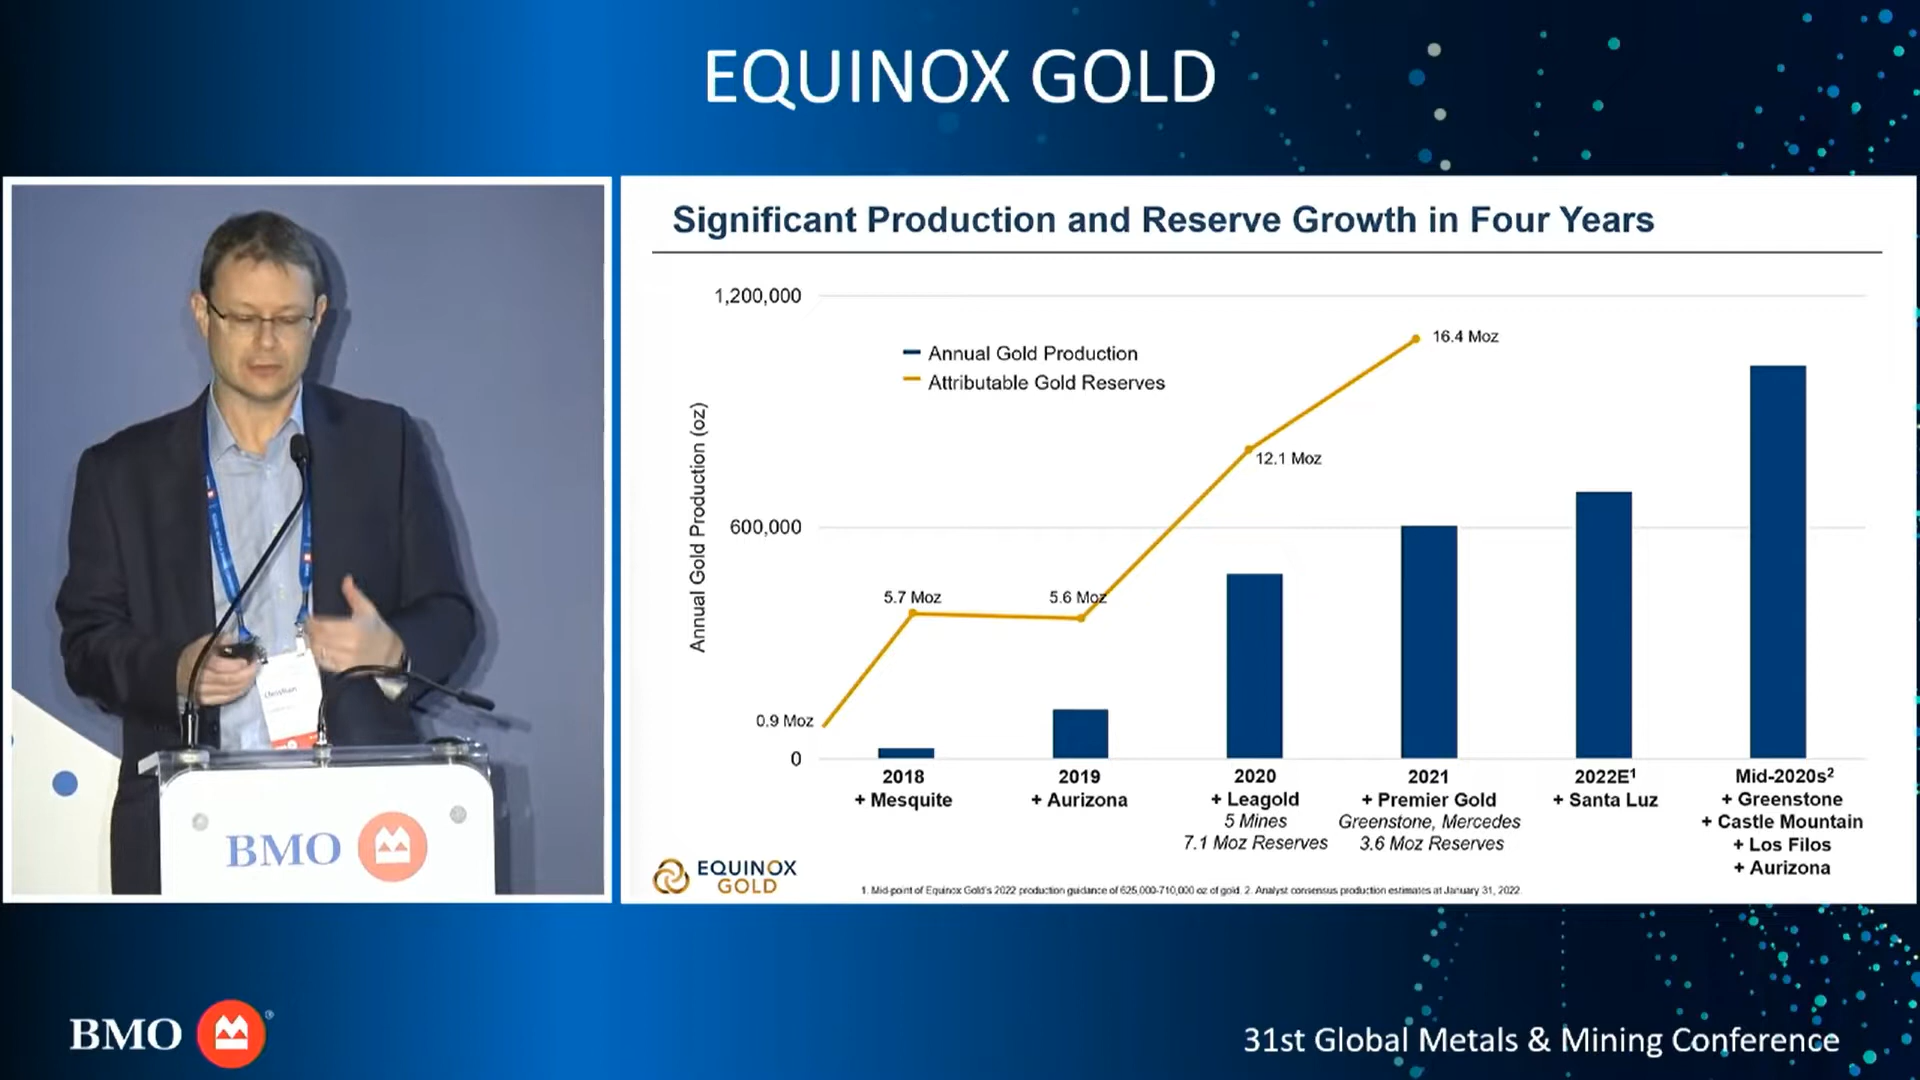 EQUINOX GOLD
Significant Production and Reserve Growth in Four Years
1,200,000
600,000
0
Annual Gold Production (oz)
Annual Gold Production
Attributable Gold Reserves
0.9 Moz
5.7 Moz
5.6 Moz
12.1 Moz
16.4 Moz
2018
+ Mesquite
2019
+ Aurizona
2020
+ Leagold
5 Mines
7.1 Moz Reserves
2021
+ Premier Gold
Greenstone, Mercedes
3.6 Moz Reserves
2022E¹
+ Santa Luz
Mid-2020s²
+ Greenstone
+ Castle Mountain
+ Los Filos
+ Aurizona
EQUINOX
GOLD
1. Mid-point of Equinox Gold's 2022 production guidance of 625,000-710,000 oz of gold. 2. Analyst consensus production estimates at January 31, 2022.
BMO
BMO
31st Global Metals & Mining Conference